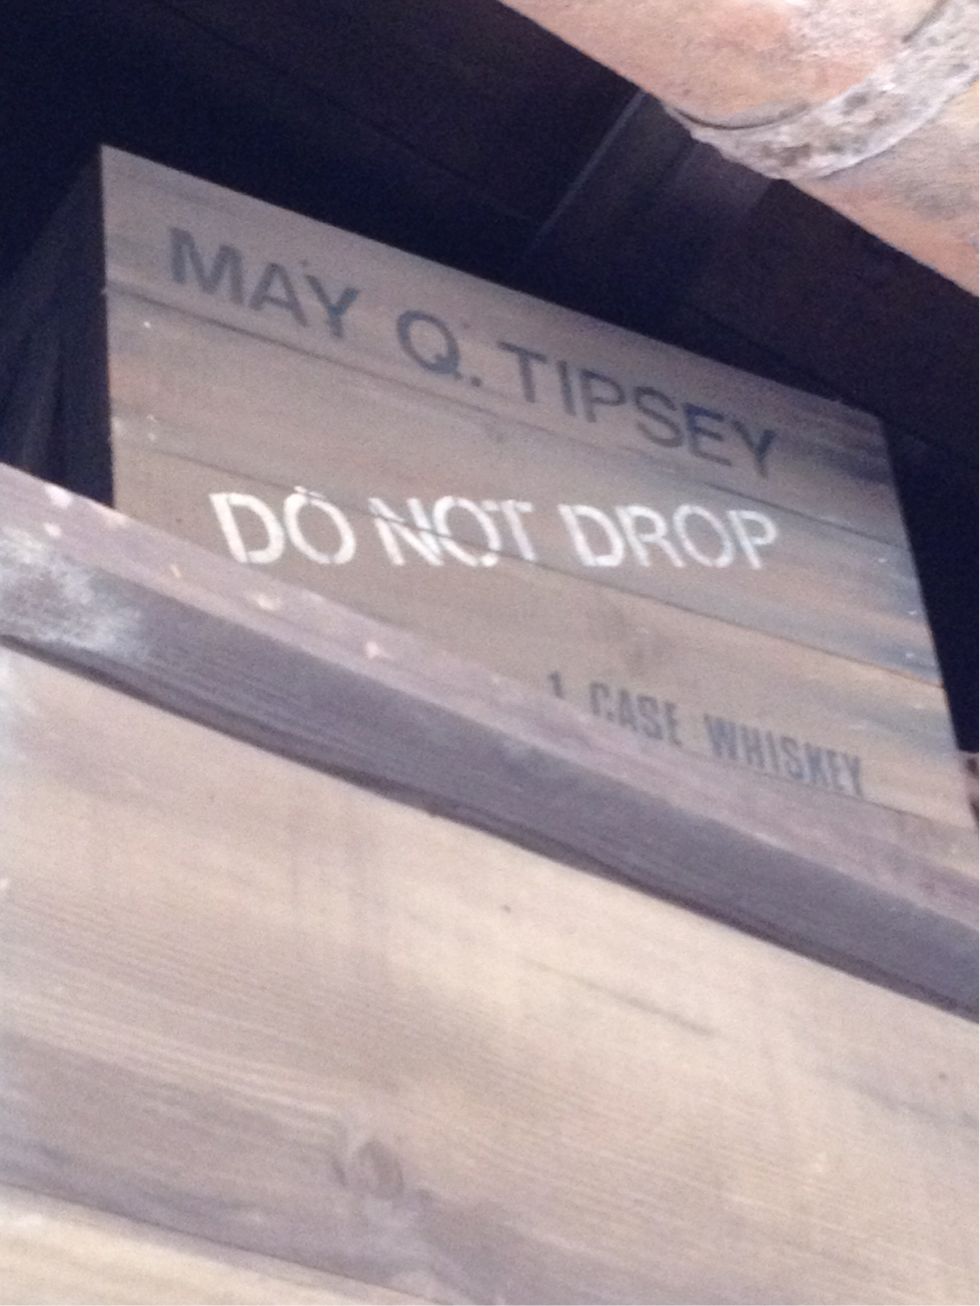 MAY Q. TIPSEY
DO NOT DROP
1 CASE WHISKEY